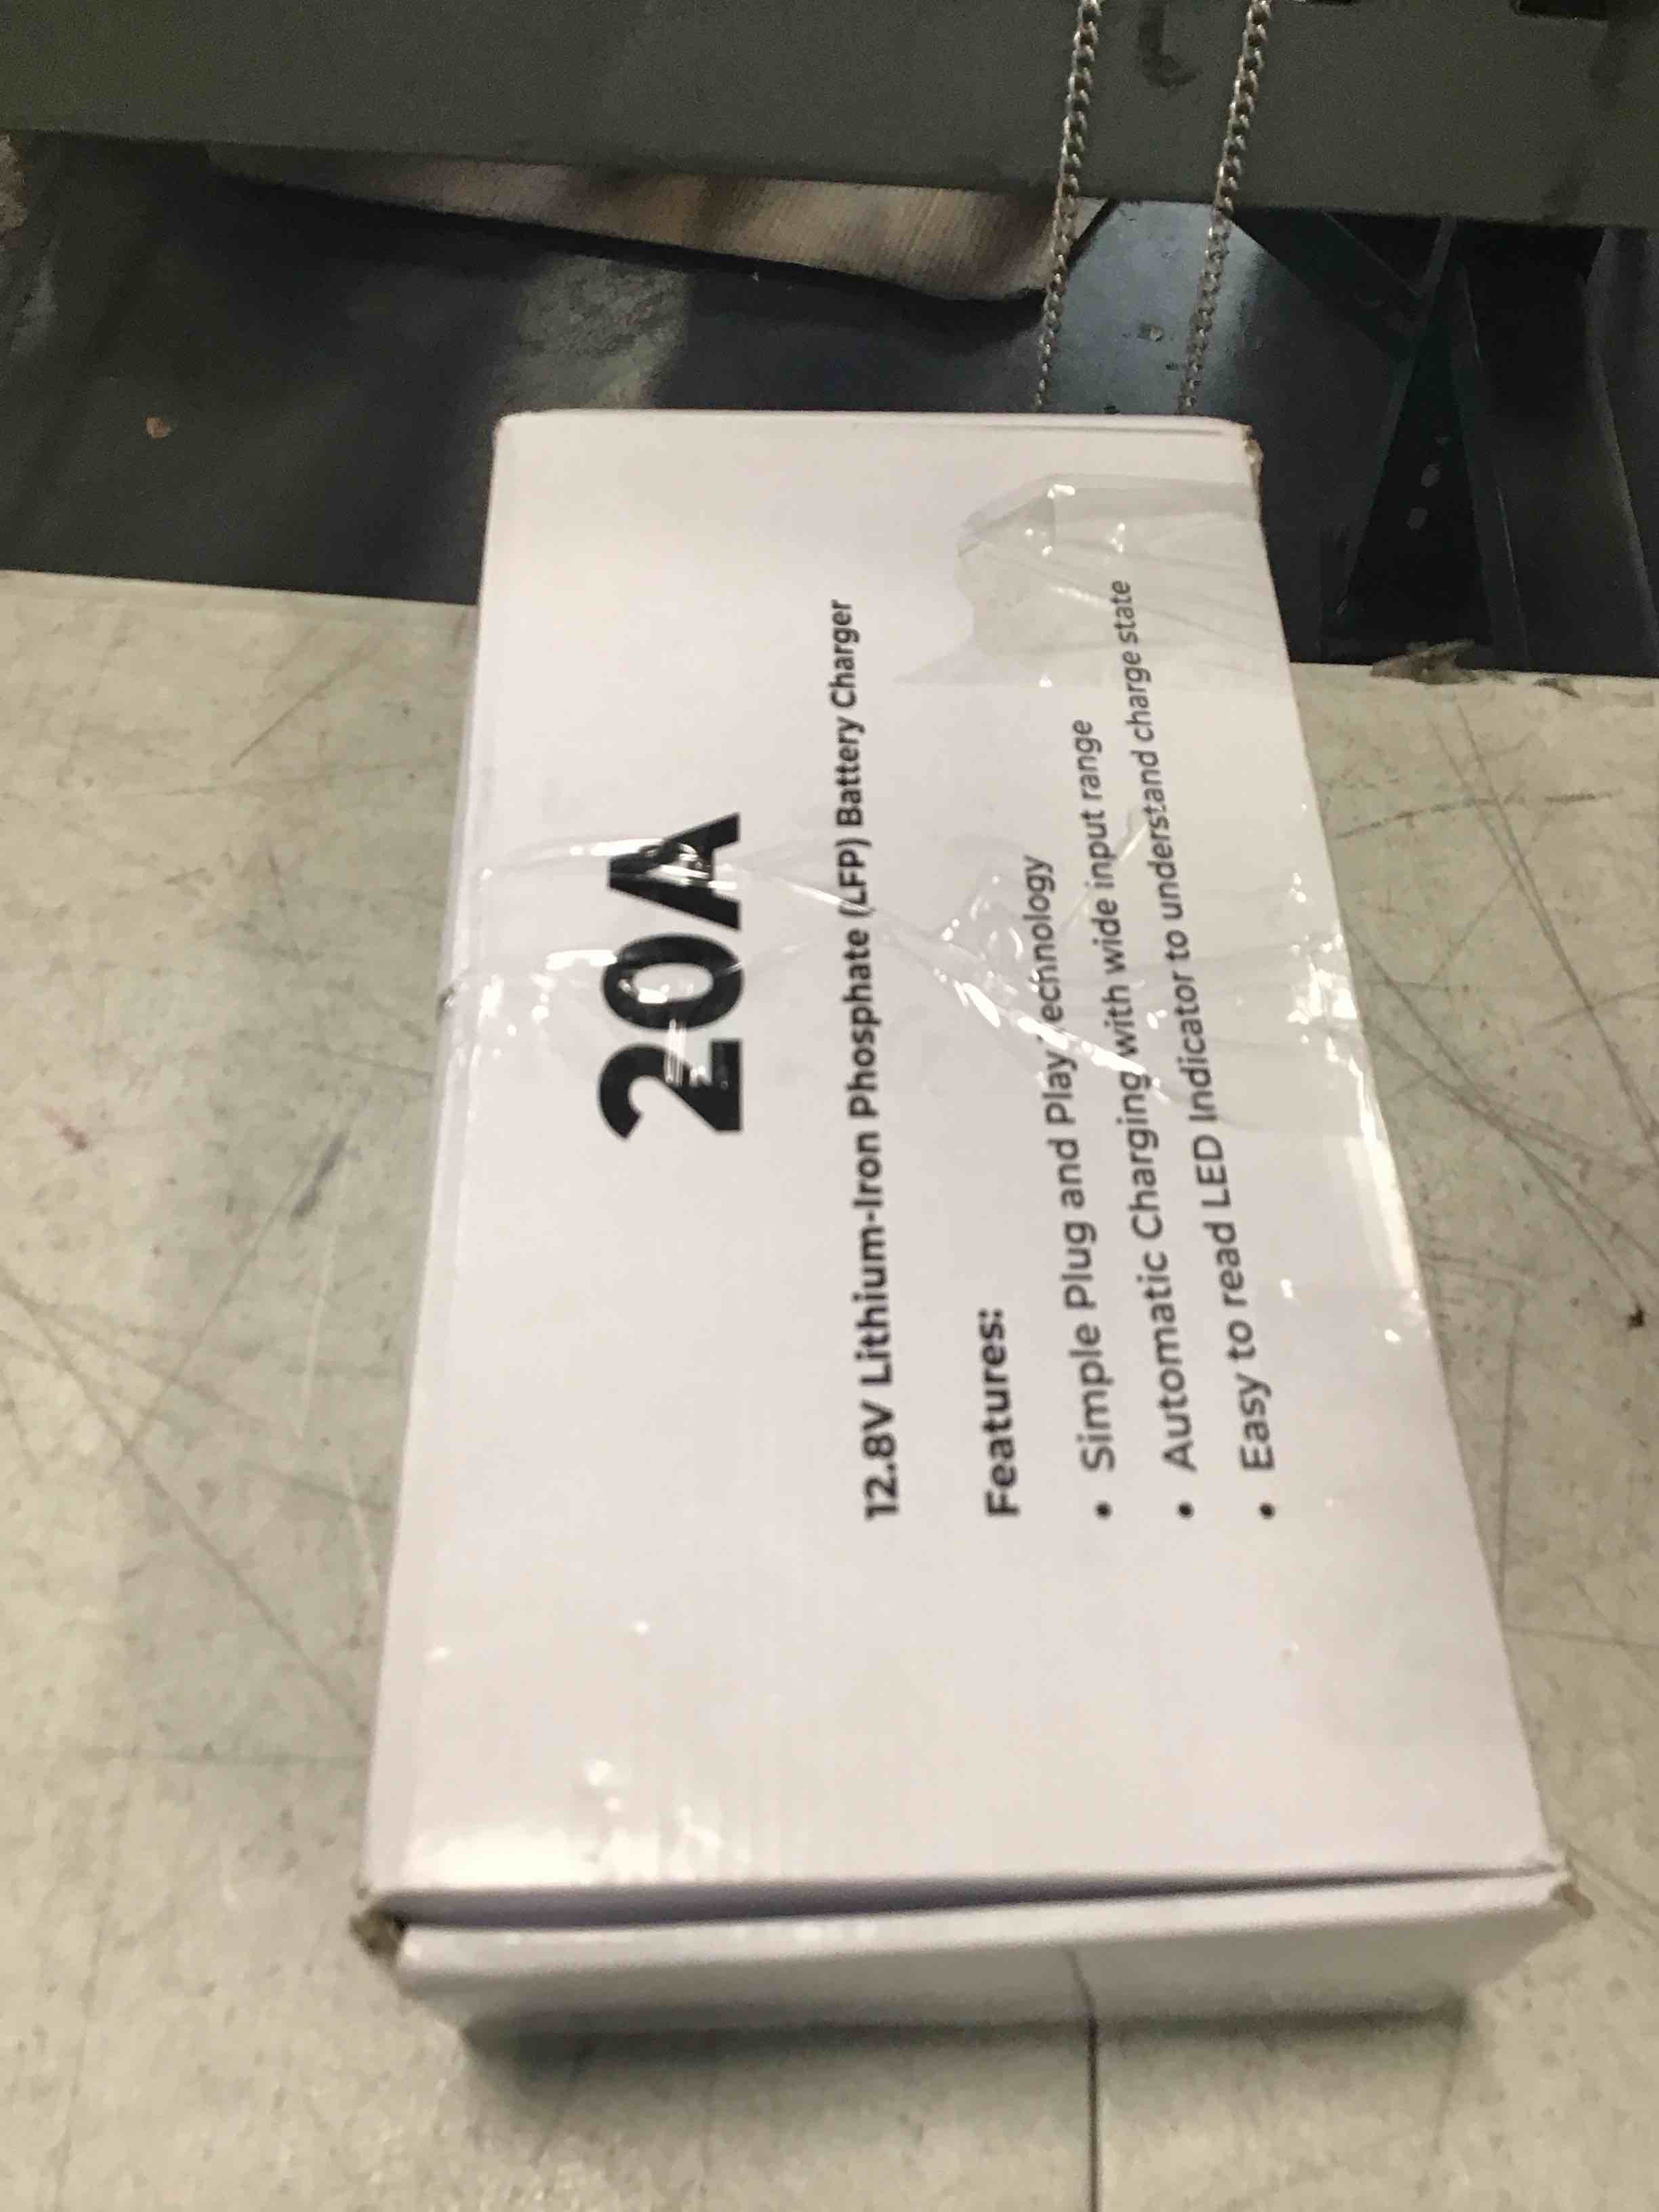 20A
12.8V Lithium-Iron Phosphate (LFP) Battery Charger
Features:
• Simple Plug and Play Technology
• Automatic Charging with wide input range
• Easy to read LED Indicator to understand charge state